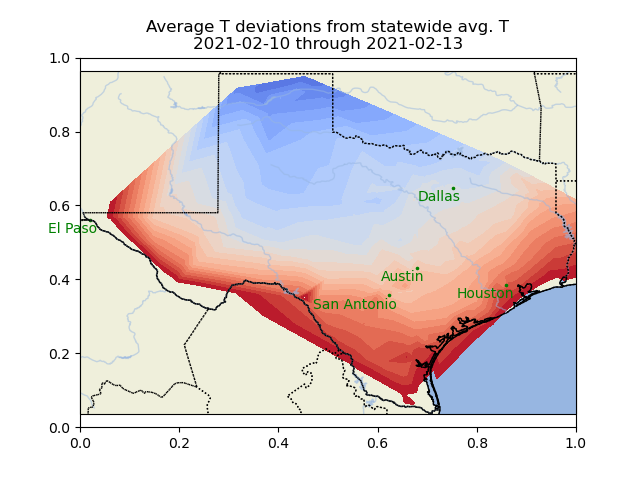 Average T deviations from statewide avg. T
2021-02-10 through 2021-02-13
1.0
0.8
0.6
0.4
0.2
0.0
Dallas
El Paso
Austin
Houston
San Antonio
0.0 0.2 0.4 0.6 0.8 1.0